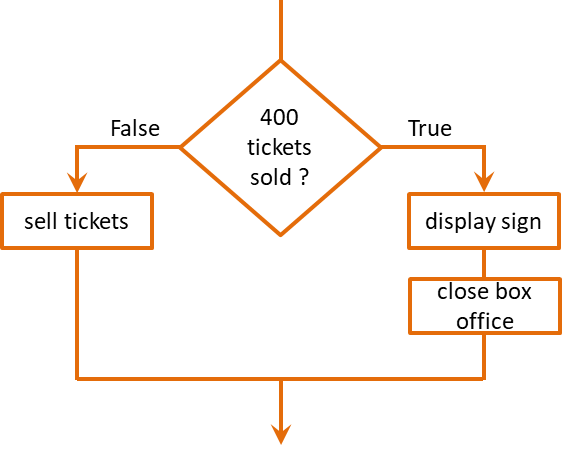 400
tickets
sold ?
False
True
sell tickets
display sign
close box
office